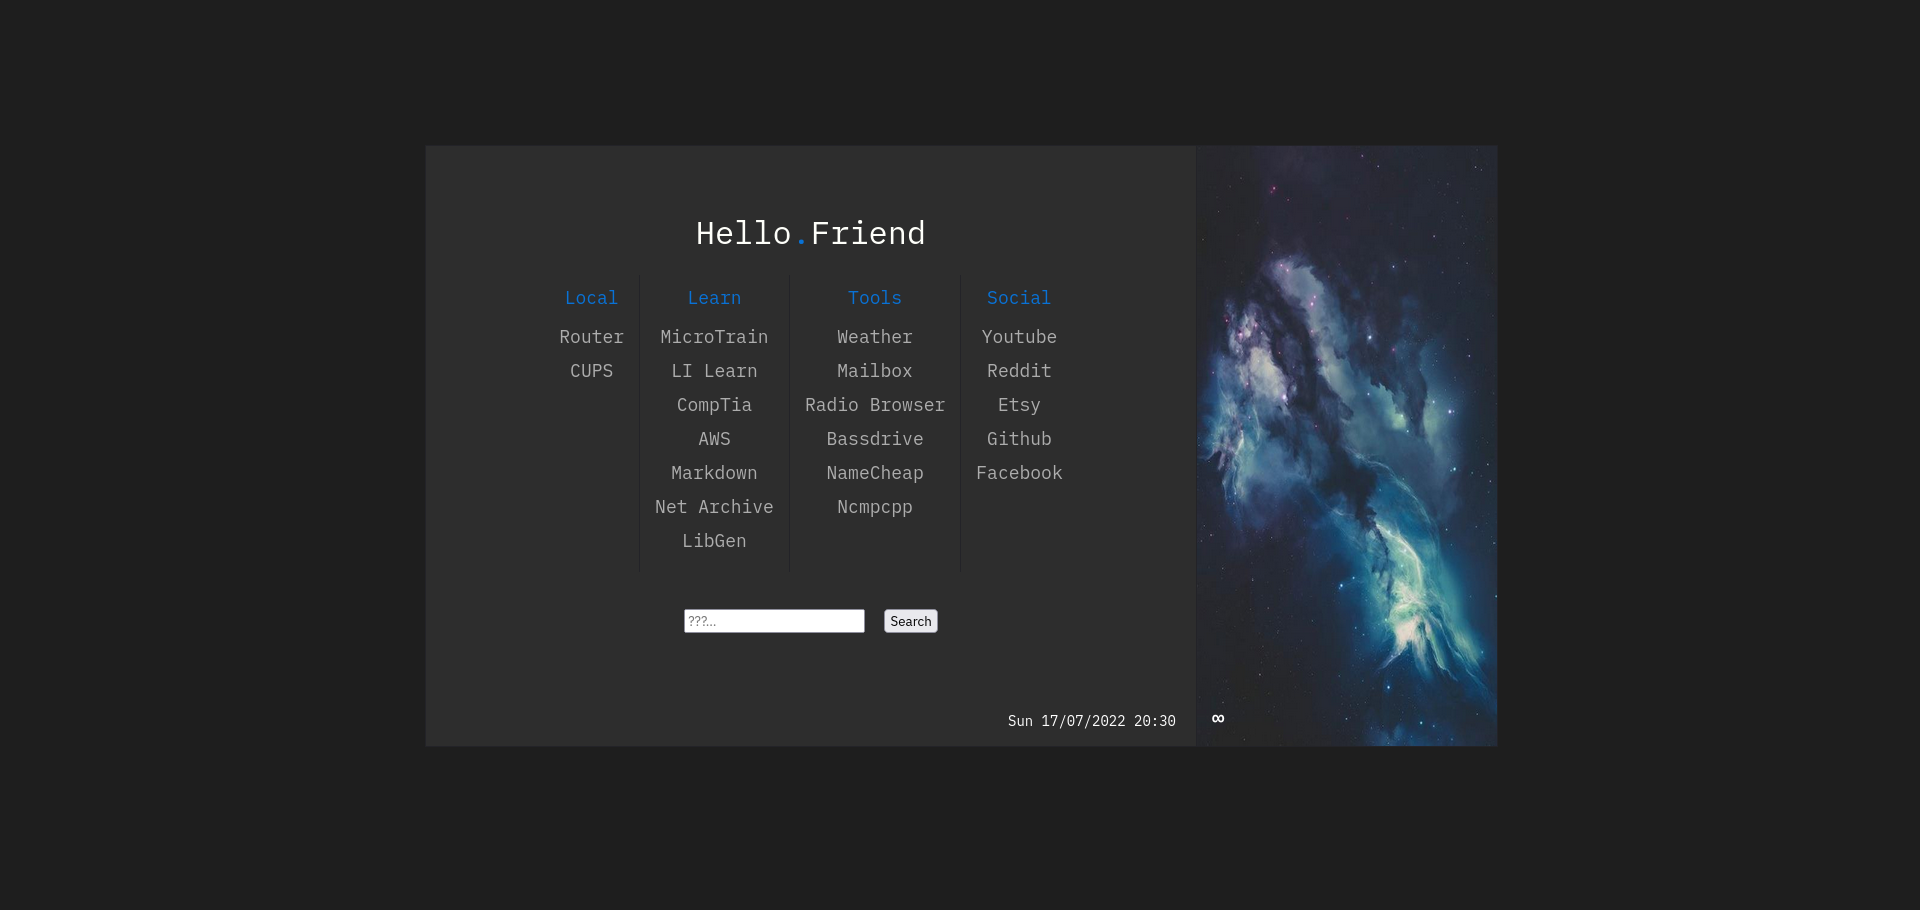 Hello.Friend
Local
Router
CUPS
Learn
MicroTrain
LI Learn
CompTia
AWS
Markdown
Net Archive
LibGen
Tools
Weather
Mailbox
Radio Browser
Bassdrive
NameCheap
Ncmpcpp
Social
Youtube
Reddit
Etsy
Github
Facebook
???...
Search
Sun 17/07/2022 20:30
∞